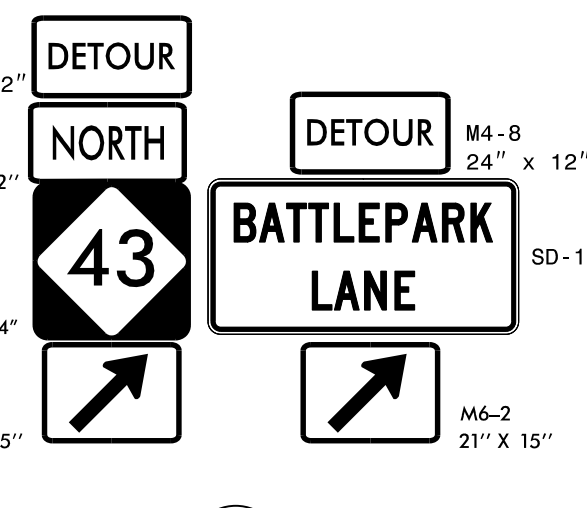 DETOUR
2"
NORTH
2''
43
4"
5''
DETOUR
M4-8
24" x 12"
BATTLEPARK
LANE
SD-1
M6–2
21'' X 15''